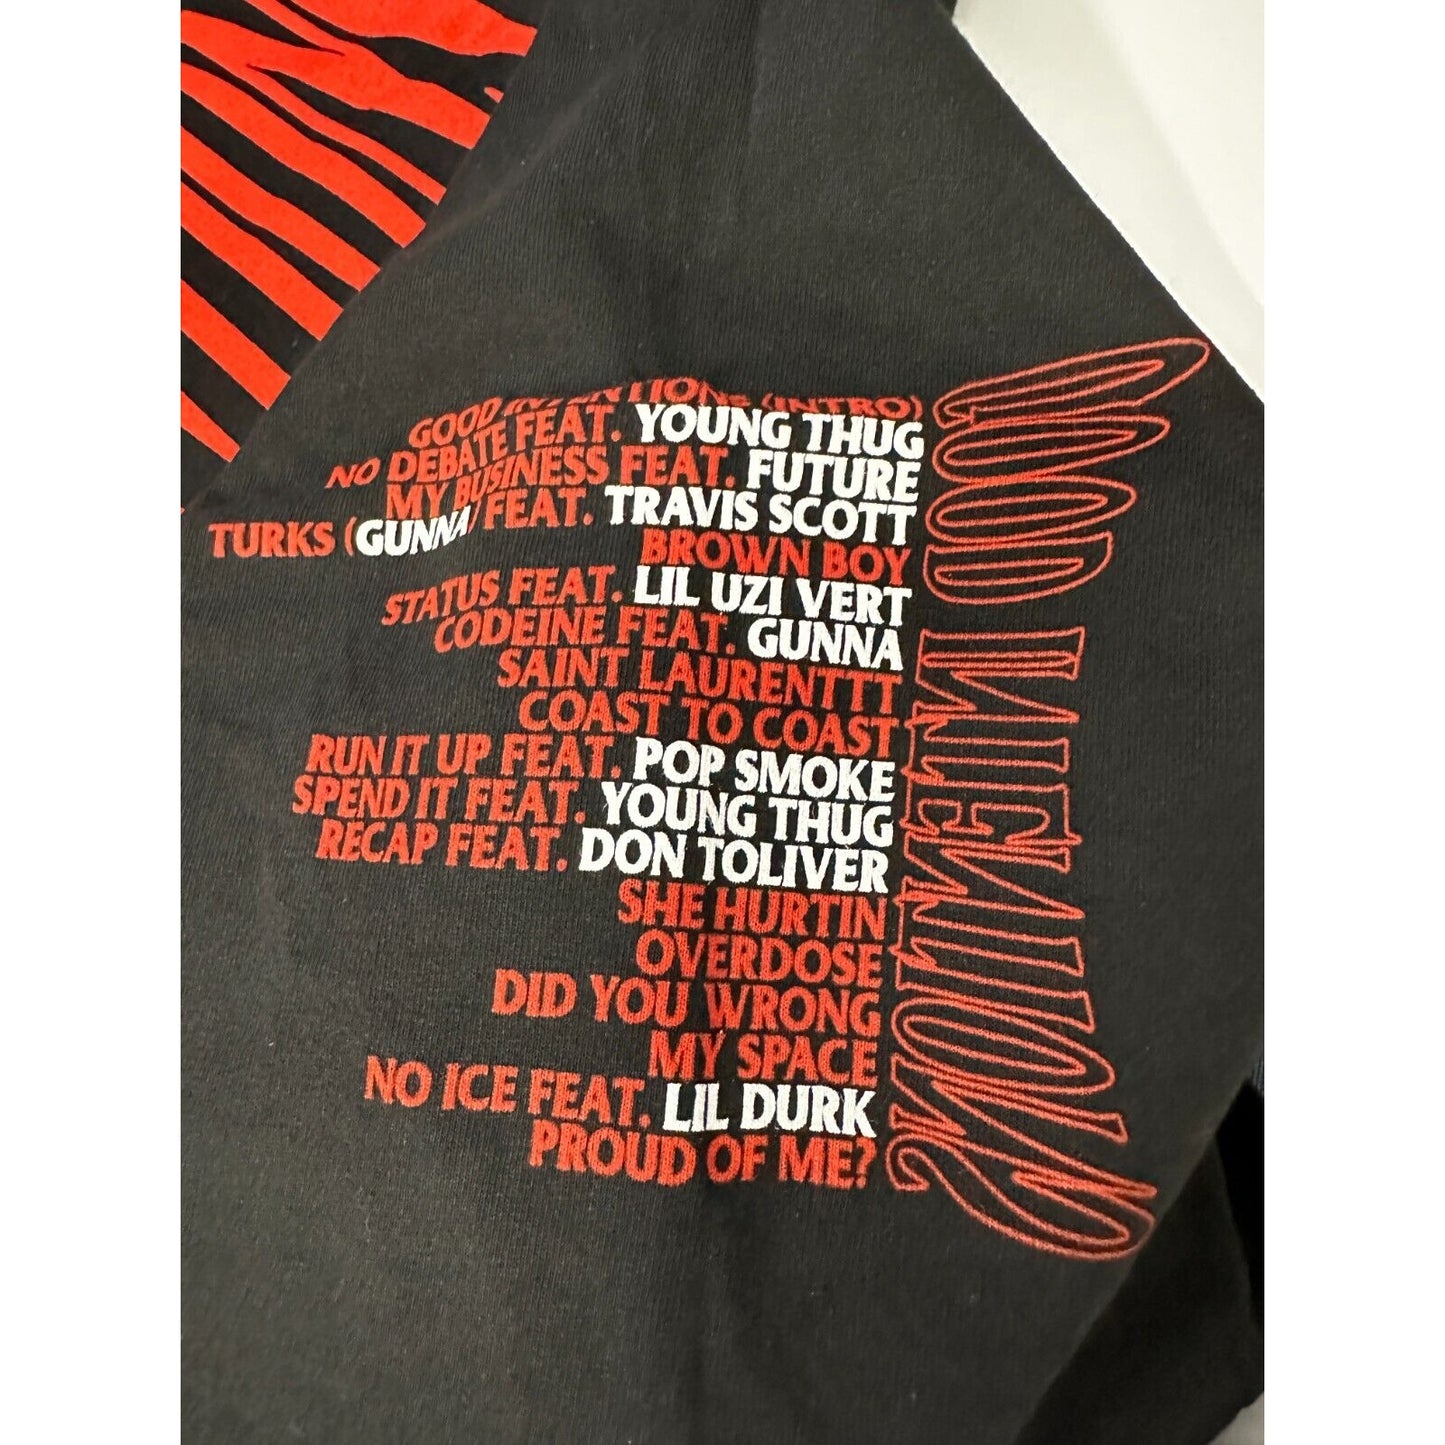 GOOD INTENTIONS (INTRO)
NO DEBATE FEAT. YOUNG THUG
MY BUSINESS FEAT. FUTURE
TURKS (GUNNA) FEAT. TRAVIS SCOTT
BROWN BOY
STATUS FEAT. LIL UZI VERT
CODEINE FEAT. GUNNA
SAINT LAURENTTT
COAST TO COAST
RUN IT UP FEAT. POP SMOKE
SPEND IT FEAT. YOUNG THUG
RECAP FEAT. DON TOLIVER
SHE HURTIN
OVERDOSE
DID YOU WRONG
MY SPACE
NO ICE FEAT. LIL DURK
PROUD OF ME?